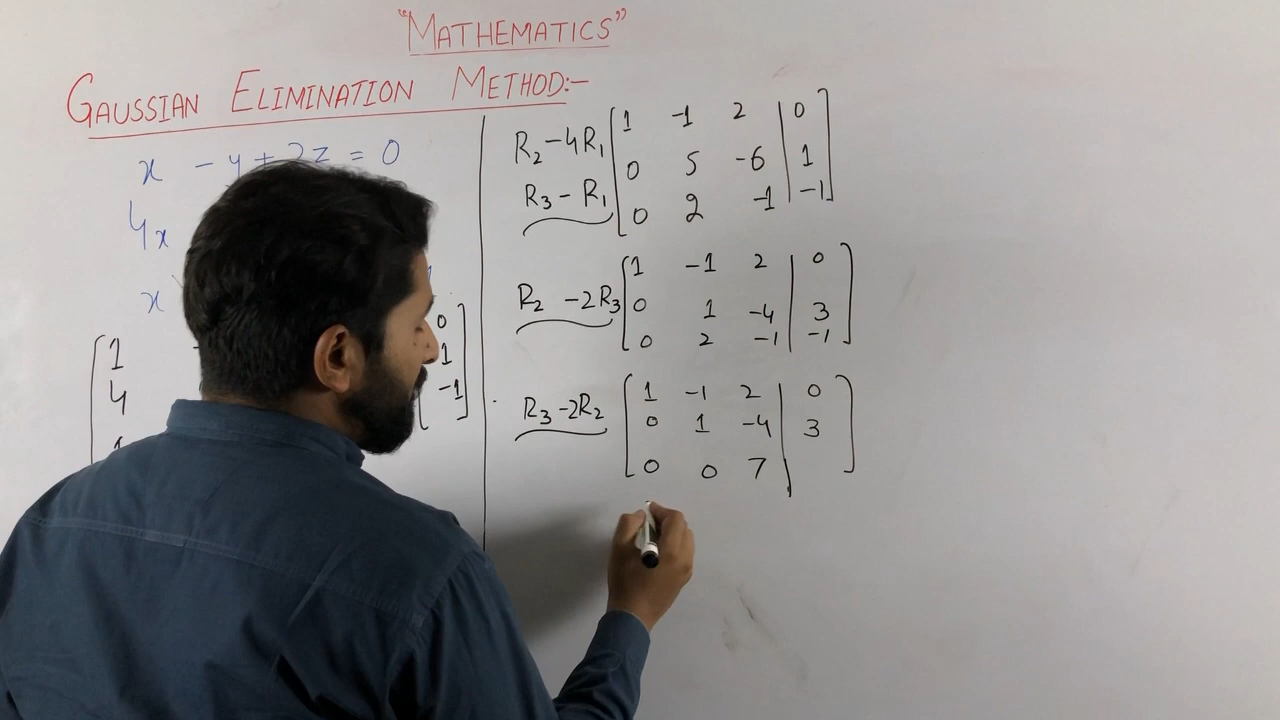 "MATHEMATICS"
GAUSSIAN ELIMINATION METHOD:-
x - y + 2z = 0
4x
x
1 0
4 1
-1
R2-4R1 1 -1 2 0
0 5 -6 1
R3-R1 0 2 -1 -1
1 -1 2 0
R2 -2R3 0 1 -4 3
0 2 -1 -1
1 -1 2 0
R3-2R2 0 1 -4 3
0 0 7